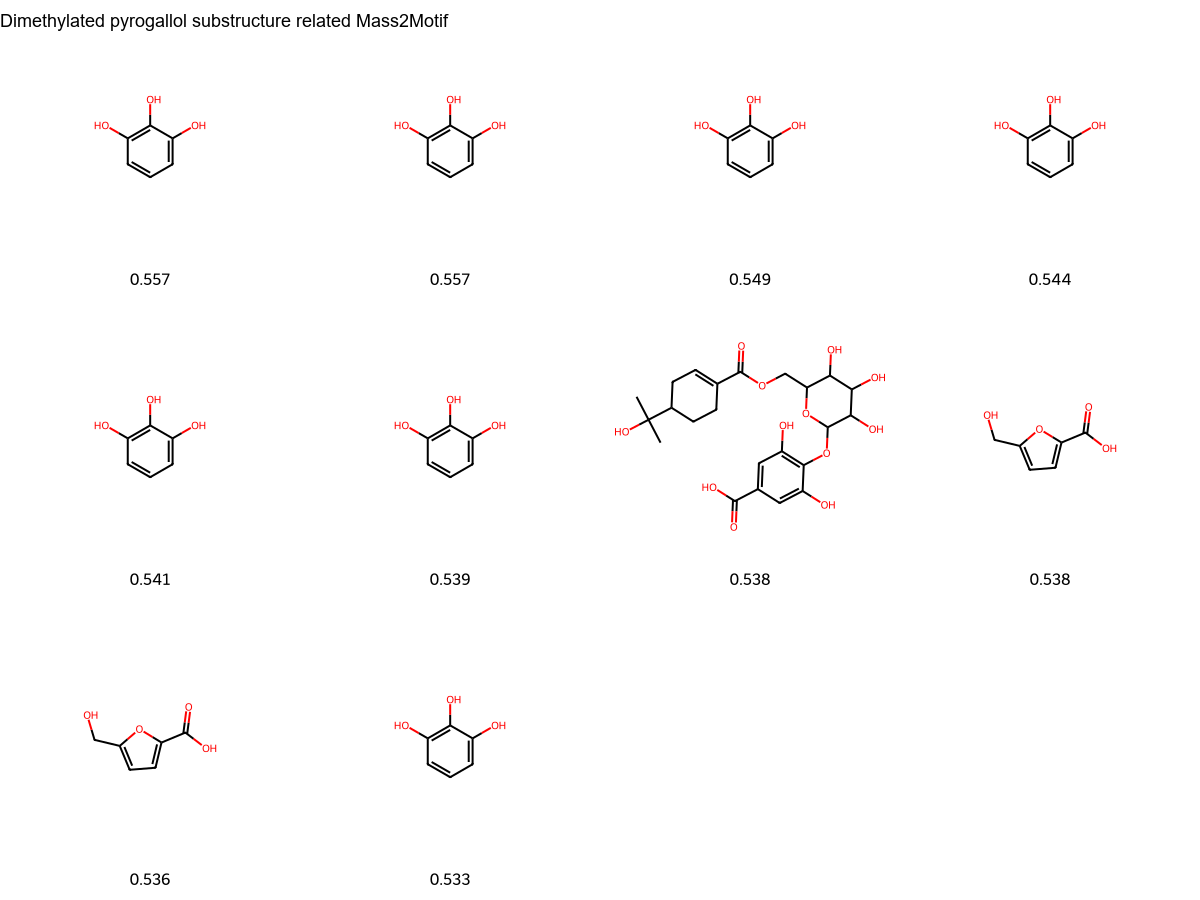 Dimethylated pyrogallol substructure related Mass2Motif
OH OH OH OH
HO OH HO OH HO OH HO OH
0.557 0.557 0.549 0.544
O OH
OH
O
O
OH OH HO OH O OH O
HO OH HO OH HO OH OH O OH
O
HO OH
O
0.541 0.539 0.538 0.538
OH O OH
O HO OH
OH
0.536 0.533